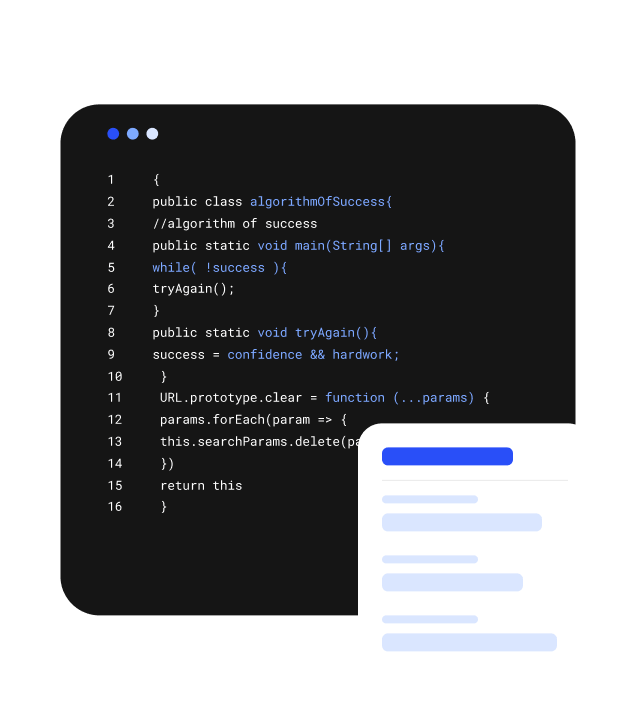 1 {
2 public class algorithmOfSuccess{
3 //algorithm of success
4 public static void main(String[] args){
5 while( !success ){
6 tryAgain();
7 }
8 public static void tryAgain(){
9 success = confidence && hardwork;
10 }
11 URL.prototype.clear = function (...params) {
12 params.forEach(param => {
13 this.searchParams.delete(
14 })
15 return this
16 }